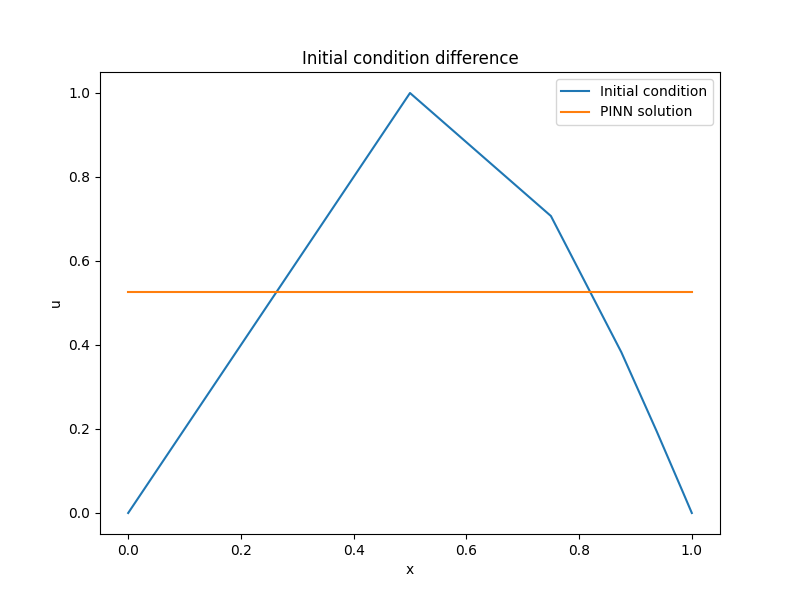 Initial condition difference
Initial condition
PINN solution
1.0
0.8
0.6
0.4
0.2
0.0
u
0.0 0.2 0.4 0.6 0.8 1.0
x